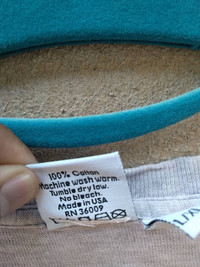 100% Cotton
Machine wash warm.
Tumble dry low.
No bleach.
Made in USA
RN 36009